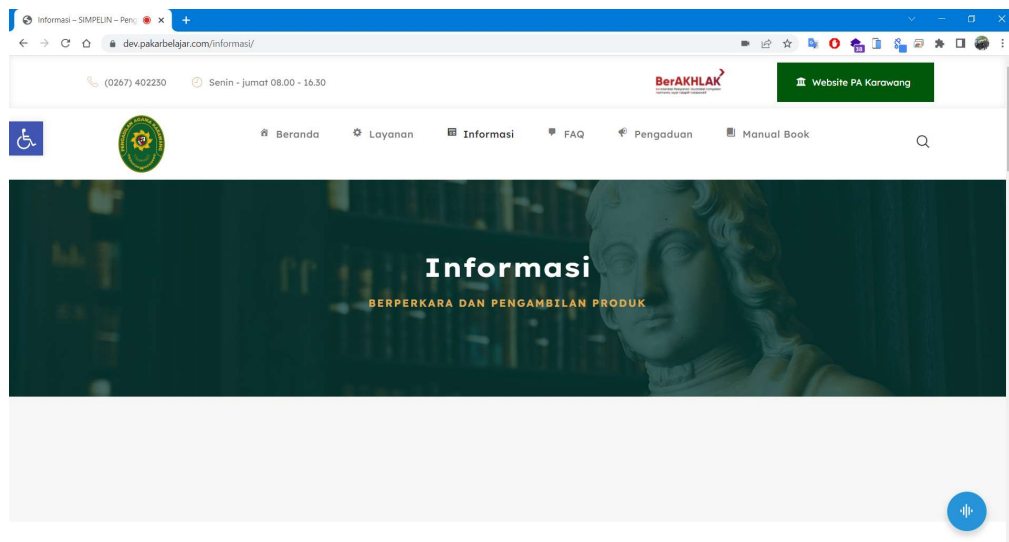 Informasi – SIMPELIN – Peng
dev.pakarbelajar.com/informasi/
38
(0267) 402230
Senin - jumat 08.00 - 16.30
BerAKHLAK
Website PA Karawang
Beranda
Layanan
Informasi
FAQ
Pengaduan
Manual Book
Informasi
BERPERKARA DAN PENGAMBILAN PRODUK